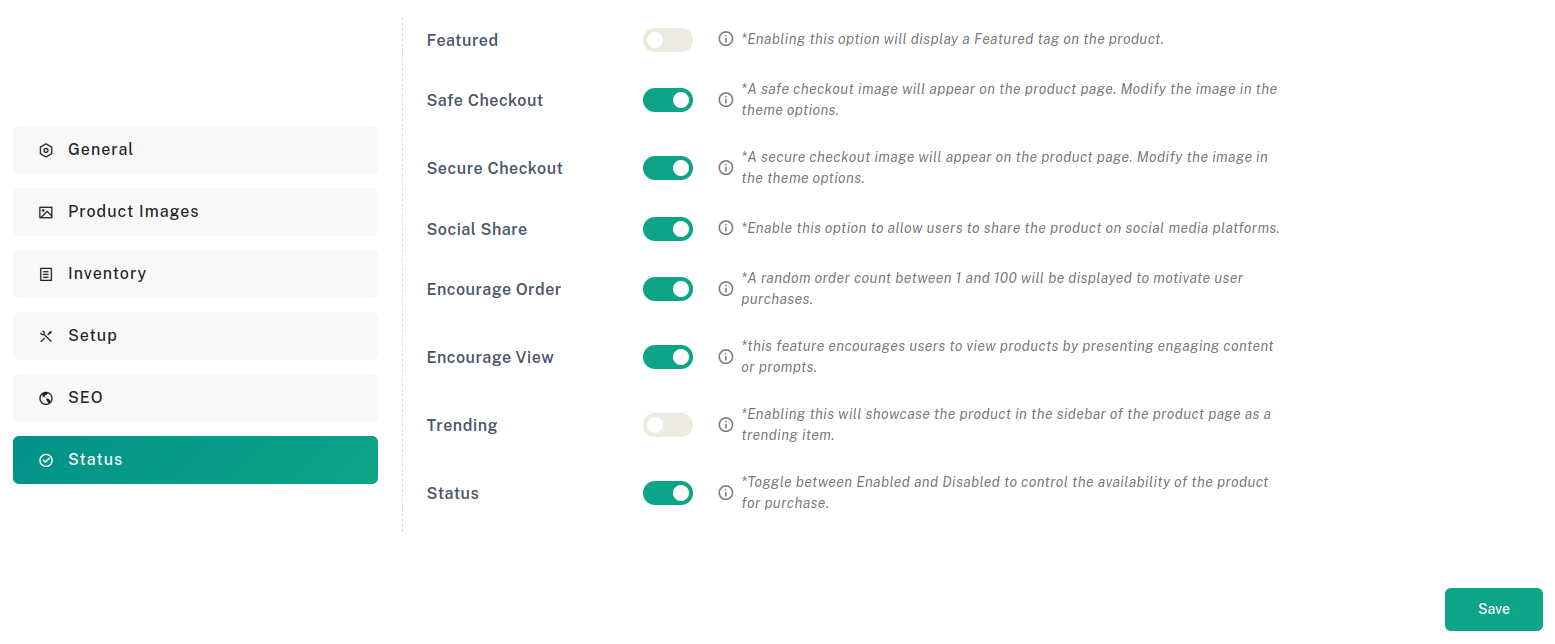 General
Product Images
Inventory
Setup
SEO
Status
Featured
*Enabling this option will display a Featured tag on the product.
Safe Checkout
*A safe checkout image will appear on the product page. Modify the image in the
theme options.
Secure Checkout
*A secure checkout image will appear on the product page. Modify the image in
the theme options.
Social Share
*Enable this option to allow users to share the product on social media platforms.
Encourage Order
*A random order count between 1 and 100 will be displayed to motivate user
purchases.
Encourage View
*this feature encourages users to view products by presenting engaging content
or prompts.
Trending
*Enabling this will showcase the product in the sidebar of the product page as a
trending item.
Status
*Toggle between Enabled and Disabled to control the availability of the product
for purchase.
Save